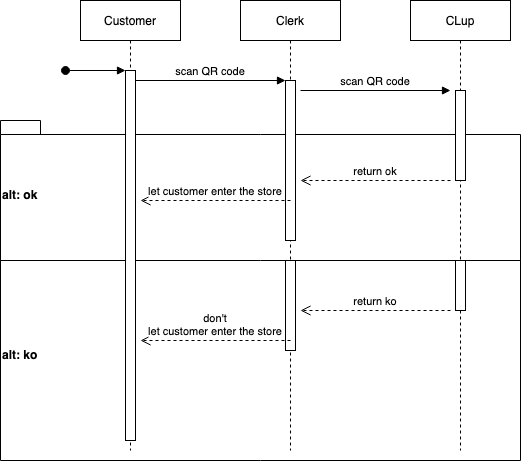 Customer
Clerk
CLup
scan QR code
scan QR code
return ok
let customer enter the store
alt: ok
return ko
don't
let customer enter the store
alt: ko